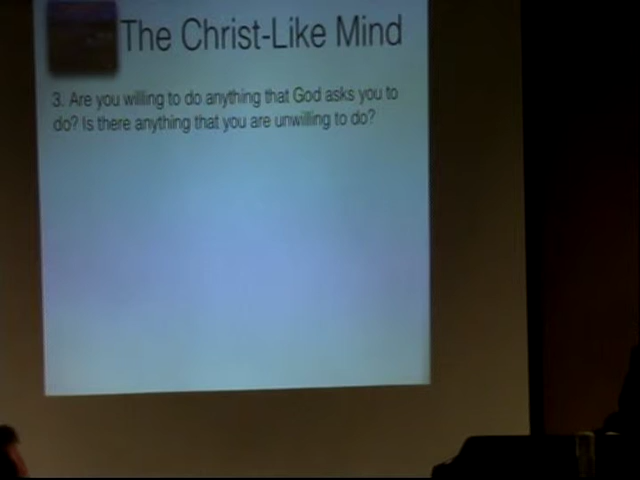 The Christ-Like Mind
3. Are you willing to do anything that God asks you to
do? Is there anything that you are unwilling to do?